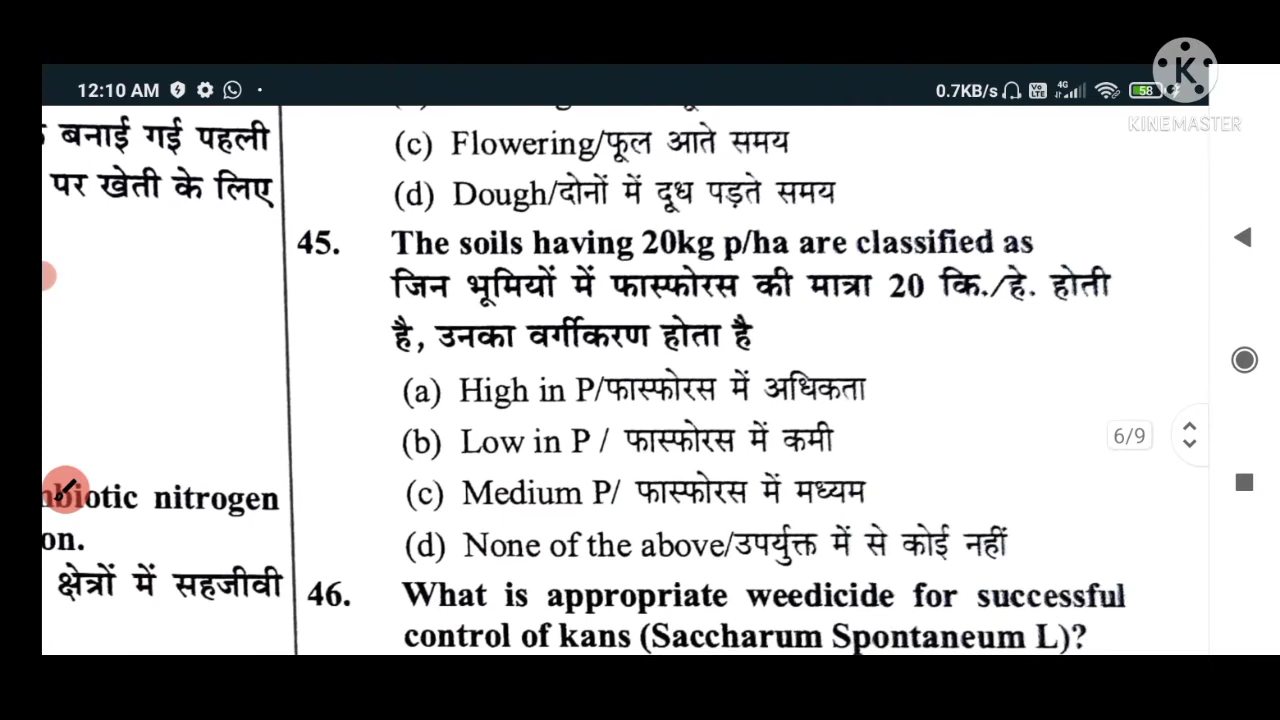 12:10 AM
0.7KB/s
4G
58
KINEMASTER
बनाई गई पहली
पर खेती के लिए
(c) Flowering/फूल आते समय
(d) Dough/दोनों में दूध पड़ते समय
45. The soils having 20kg p/ha are classified as
जिन भूमियों में फास्फोरस की मात्रा 20 कि./हे. होती
है, उनका वर्गीकरण होता है
(a) High in P/फास्फोरस में अधिकता
(b) Low in P / फास्फोरस में कमी
(c) Medium P/ फास्फोरस में मध्यम
(d) None of the above/उपर्युक्त में से कोई नहीं
6/9
nitrogen
on.
क्षेत्रों में सहजीवी
46. What is appropriate weedicide for successful
control of kans (Saccharum Spontaneum L)?